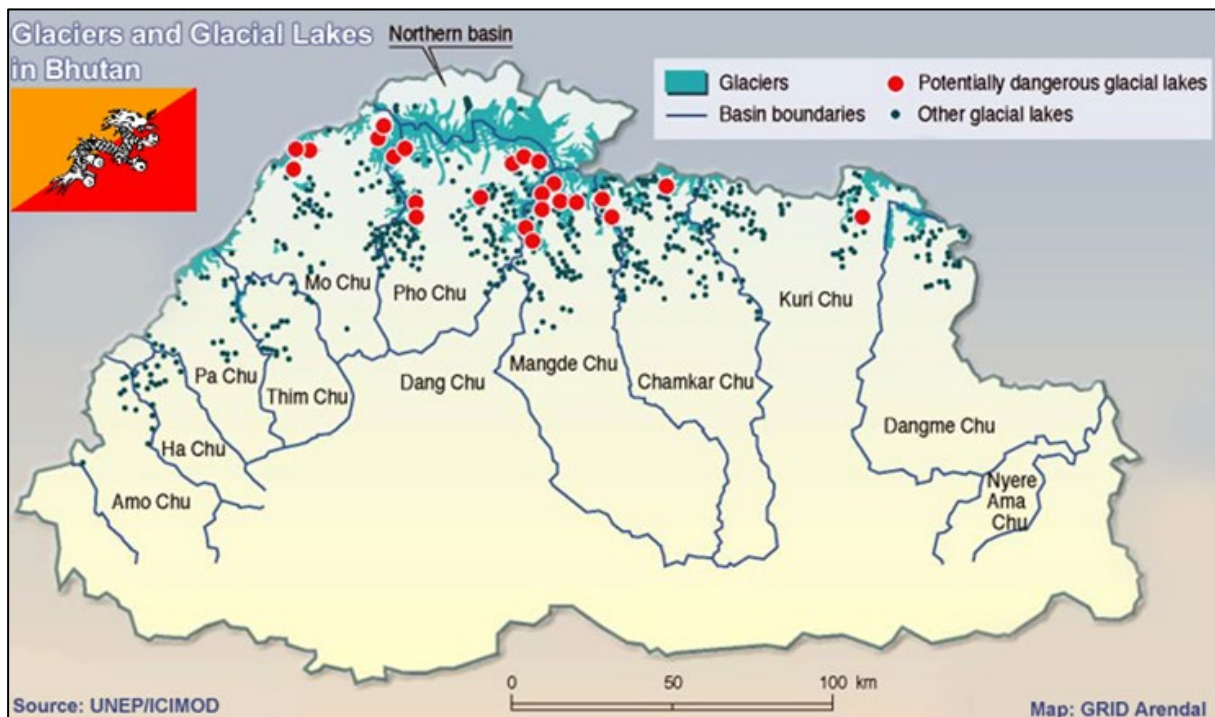 Glaciers and Glacial Lakes
in Bhutan
Northern basin
Glaciers
Basin boundaries
Potentially dangerous glacial lakes
Other glacial lakes
Mo Chu
Pho Chu
Kuri Chu
Pa Chu
Thim Chu
Dang Chu
Mangde Chu
Chamkar Chu
Ha Chu
Dangme Chu
Amo Chu
Nyere
Ama
Chu
0 50 100 km
Source: UNEP/ICIMOD
Map: GRID Arendal